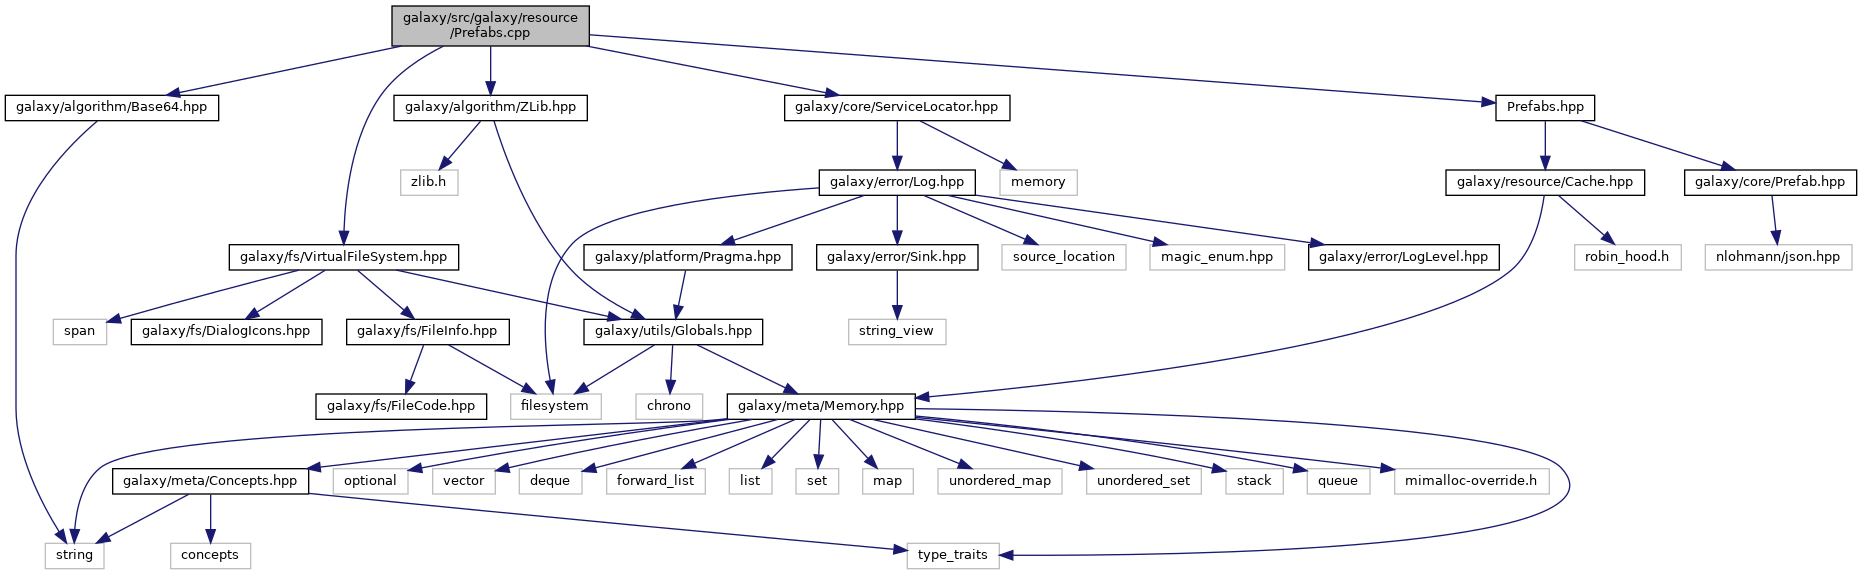 galaxy/src/galaxy/resource
/Prefabs.cpp
galaxy/algorithm/Base64.hpp
galaxy/algorithm/ZLib.hpp
galaxy/core/ServiceLocator.hpp
Prefabs.hpp
zlib.h
galaxy/error/Log.hpp
memory
galaxy/resource/Cache.hpp
galaxy/core/Prefab.hpp
galaxy/fs/VirtualFileSystem.hpp
galaxy/platform/Pragma.hpp
galaxy/error/Sink.hpp
source_location
magic_enum.hpp
galaxy/error/LogLevel.hpp
robin_hood.h
nlohmann/json.hpp
span
galaxy/fs/DialogIcons.hpp
galaxy/fs/FileInfo.hpp
galaxy/utils/Globals.hpp
string_view
galaxy/fs/FileCode.hpp
filesystem
chrono
galaxy/meta/Memory.hpp
galaxy/meta/Concepts.hpp
optional
vector
deque
forward_list
list
set
map
unordered_map
unordered_set
stack
queue
mimalloc-override.h
string
concepts
type_traits